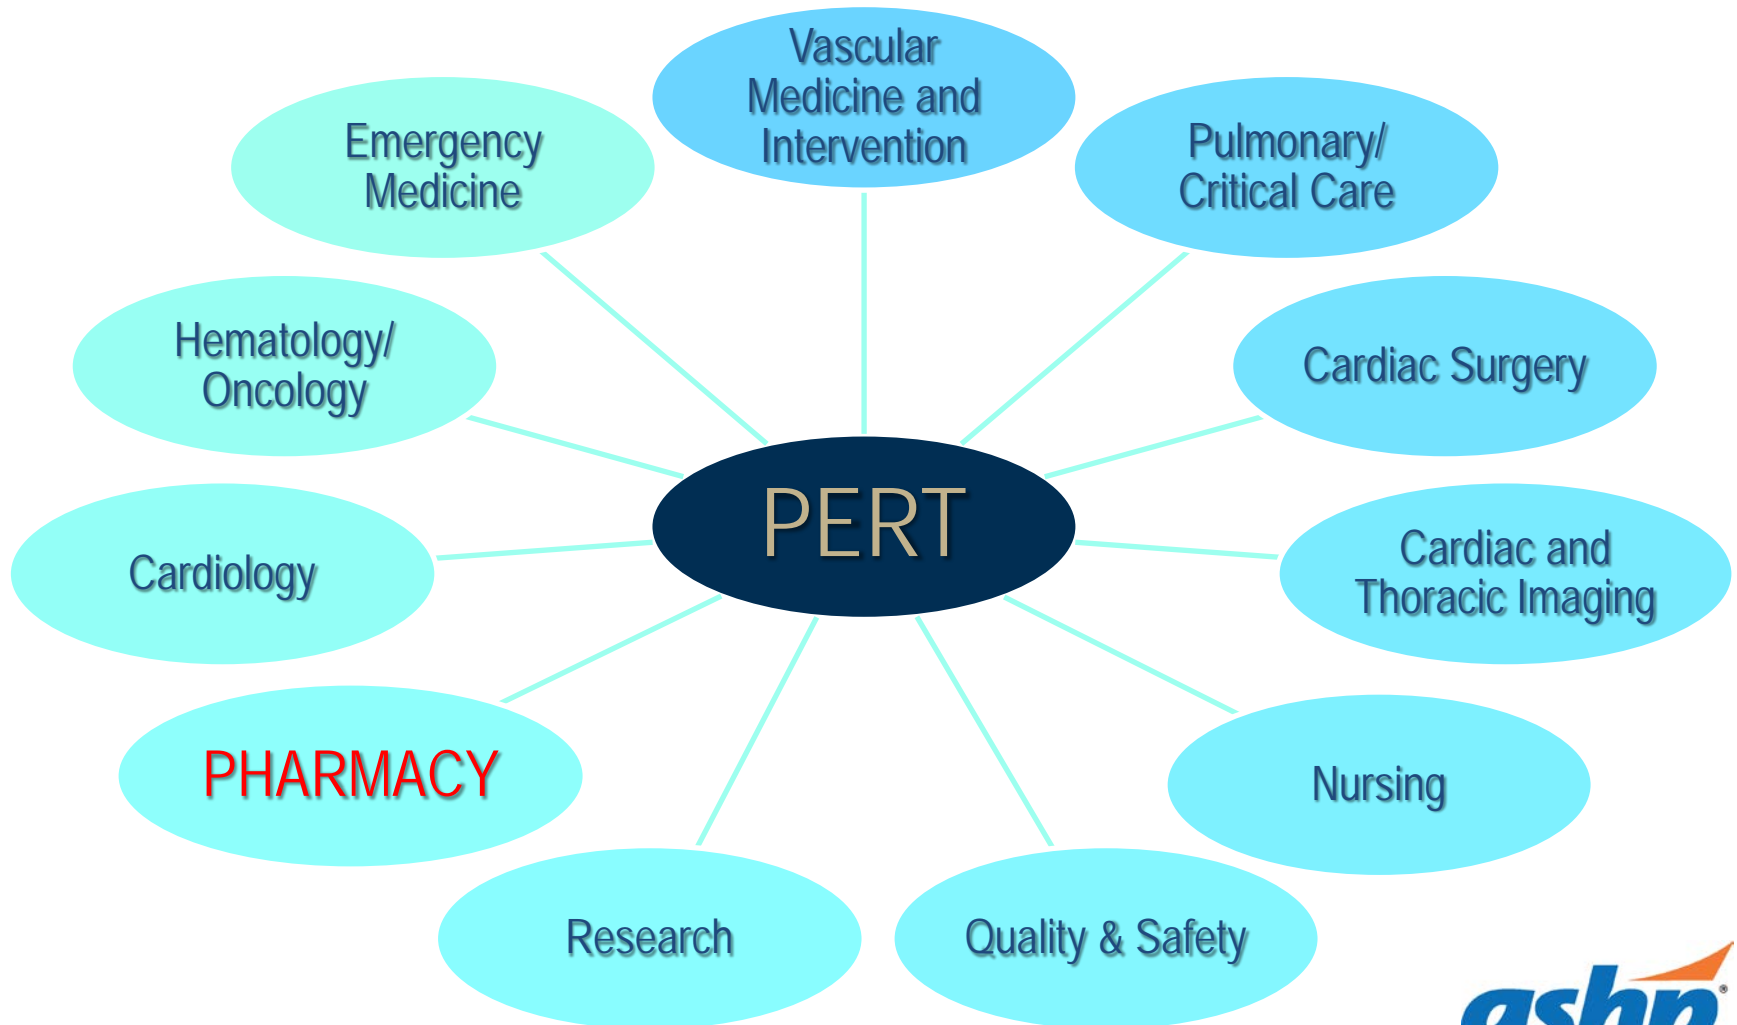 Vascular
Medicine and
Intervention
Pulmonary/
Critical Care
Cardiac Surgery
Cardiac and
Thoracic Imaging
Nursing
Quality & Safety
Research
PHARMACY
Cardiology
Hematology/
Oncology
Emergency
Medicine
PERT
ashp®